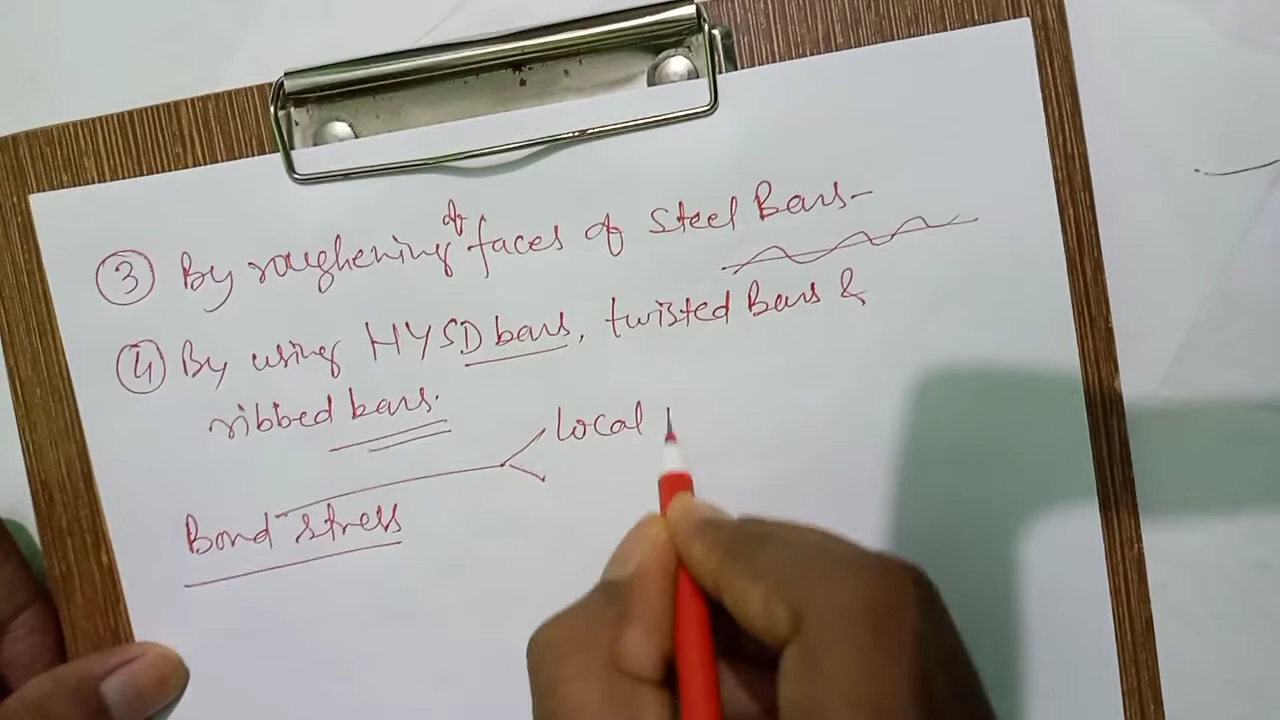 ③ By roughening of faces of Steel Bars-
④ By using HYSD bars, twisted Bars &
ribbed bars.
Local
Bond stress